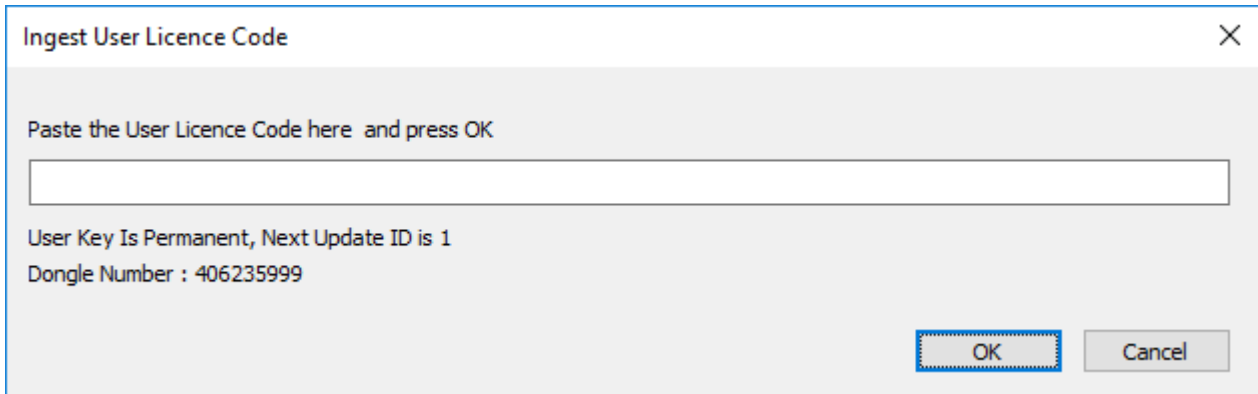 Ingest User Licence Code
Paste the User Licence Code here  and press OK
User Key Is Permanent, Next Update ID is 1
Dongle Number : 406235999
OK Cancel